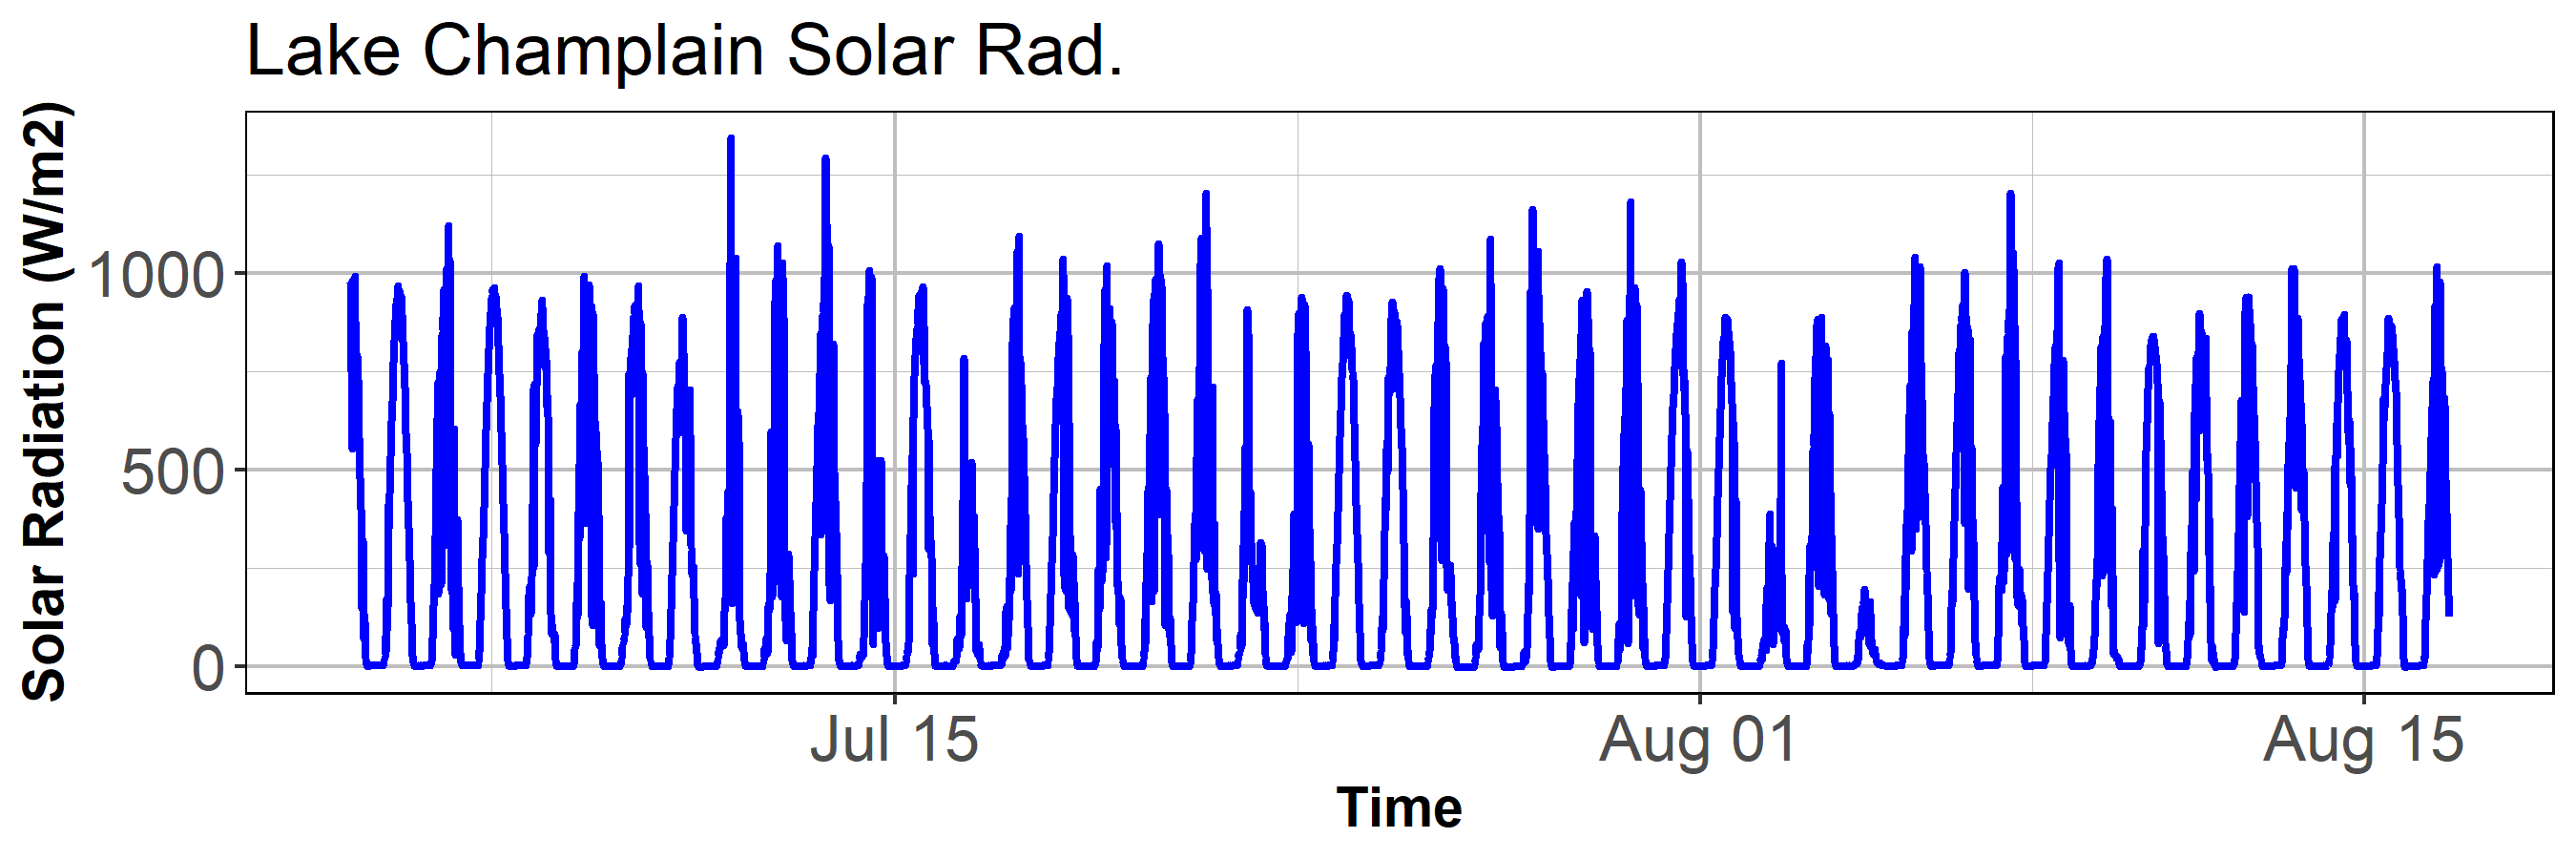 Lake Champlain Solar Rad.
Solar Radiation (W/m2)
1000
500
0
Jul 15
Aug 01
Aug 15
Time